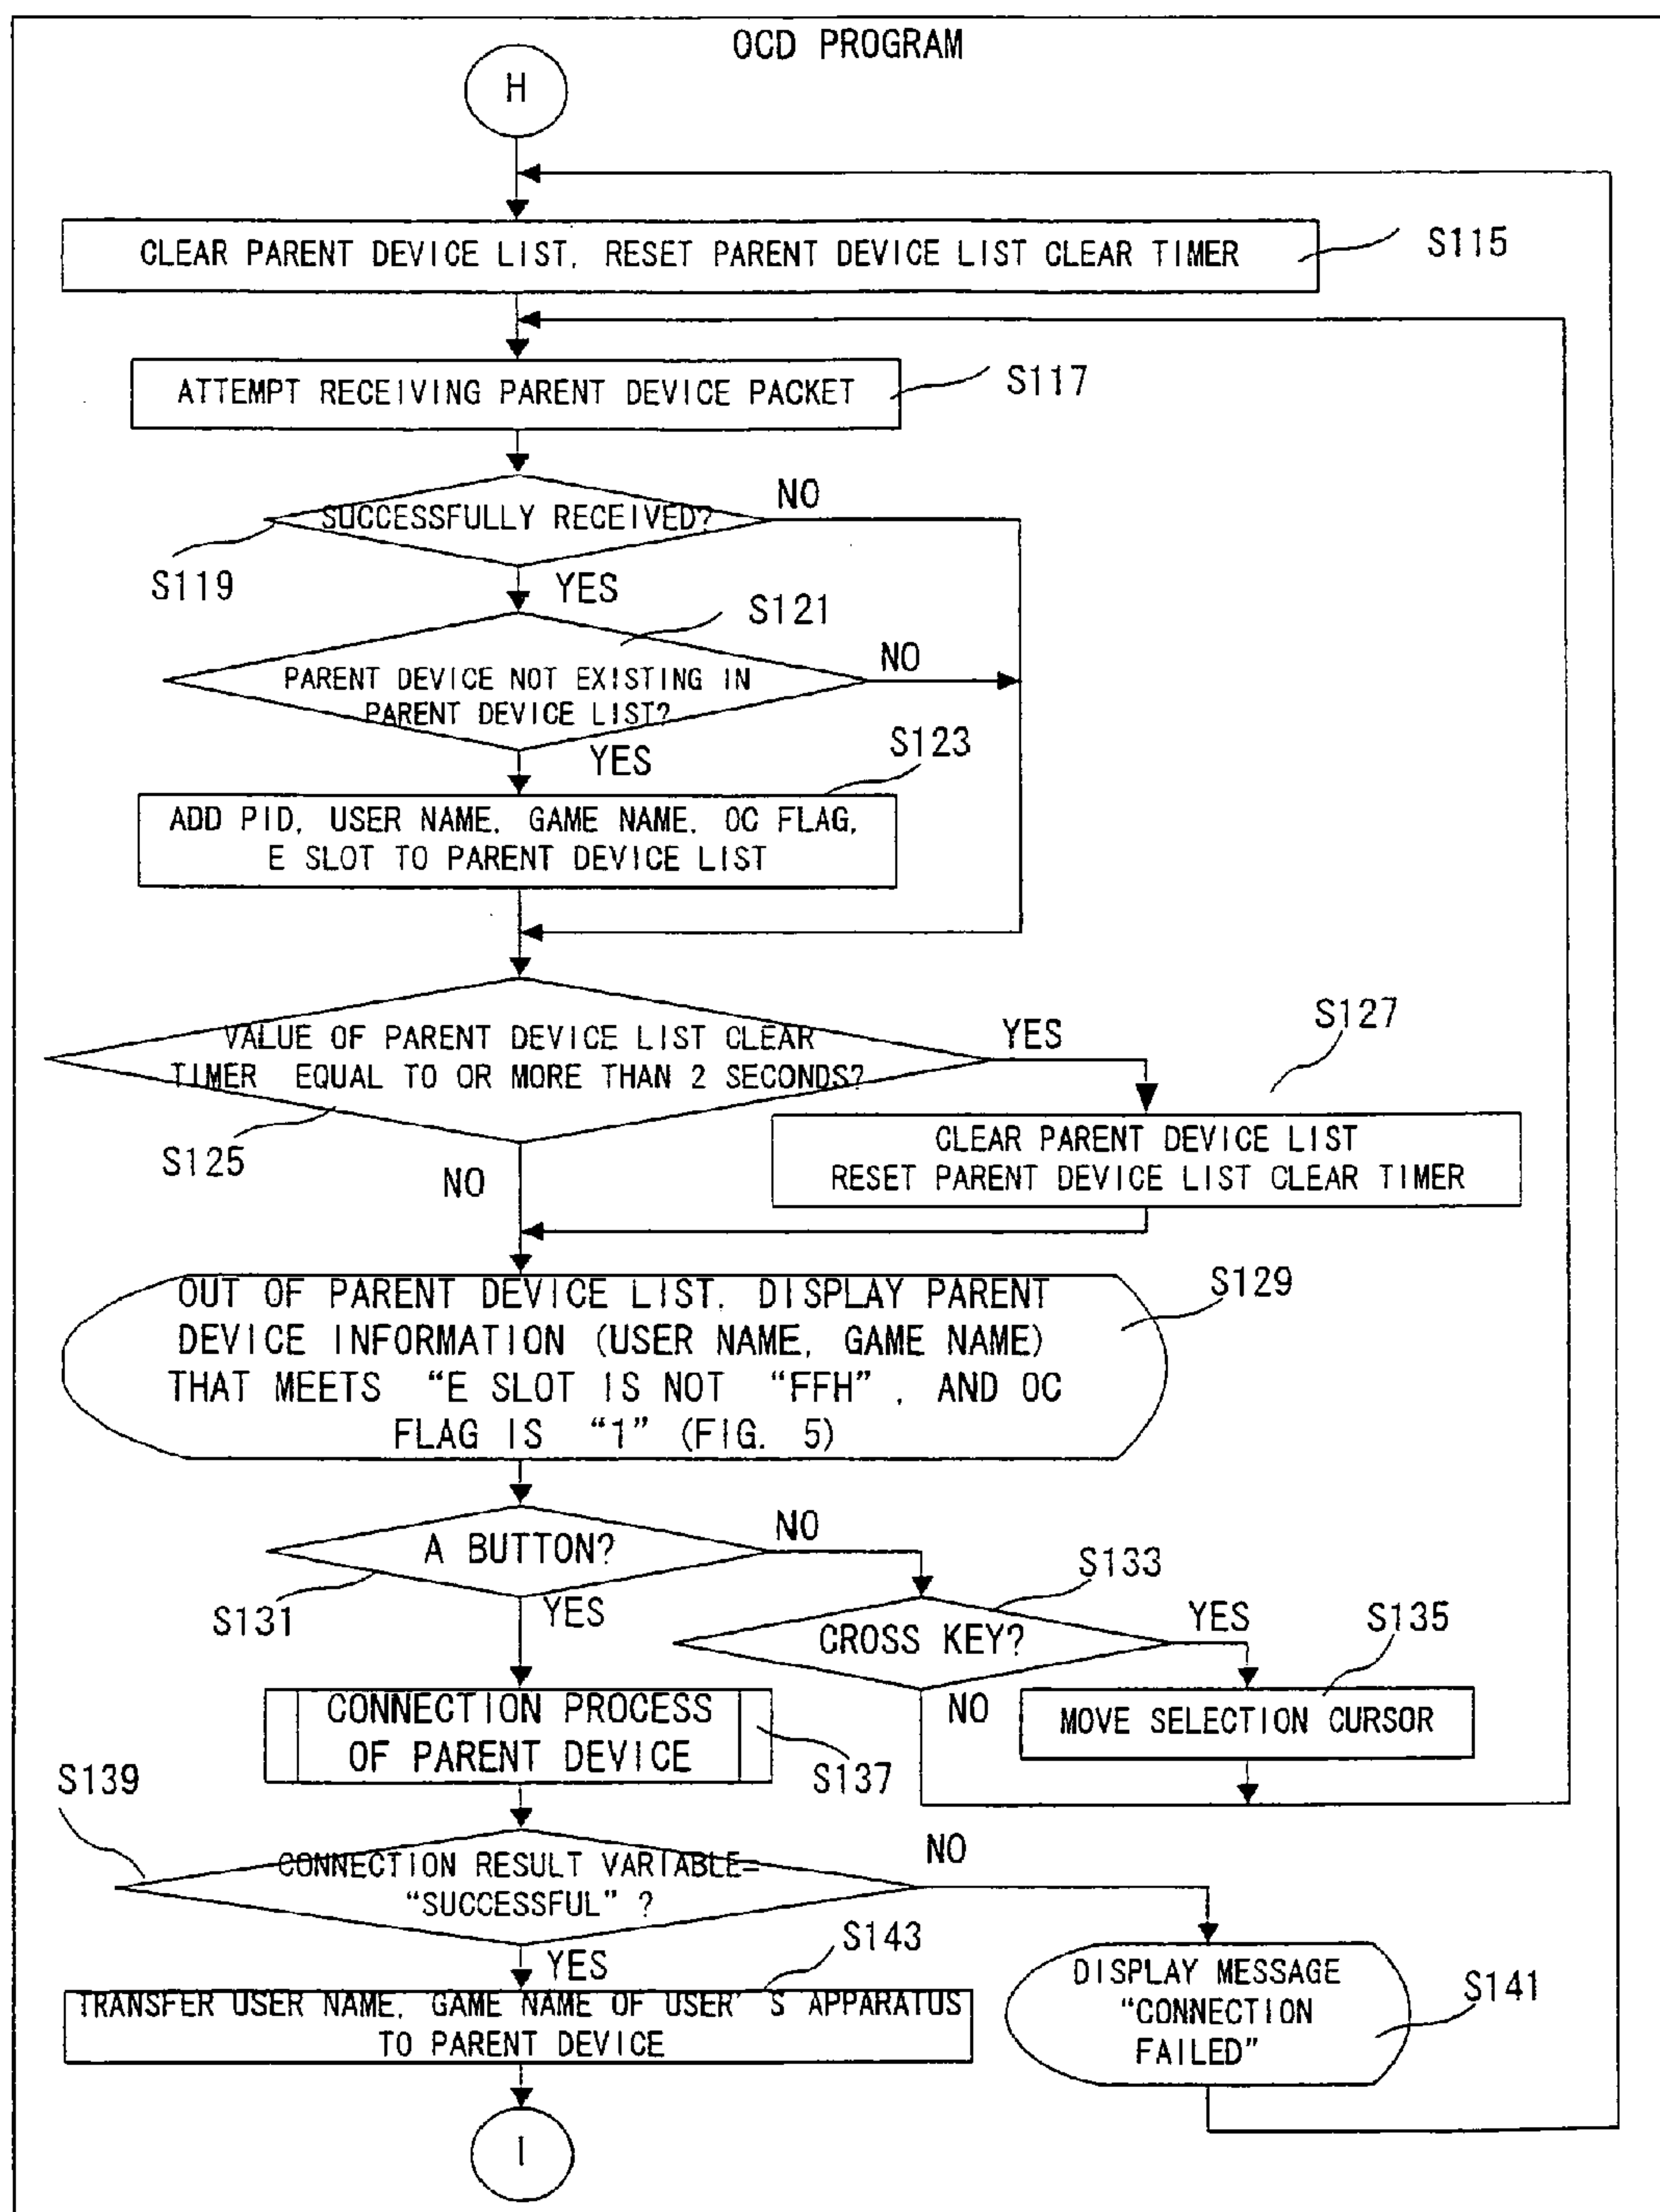 OCD PROGRAM
H
CLEAR PARENT DEVICE LIST, RESET PARENT DEVICE LIST CLEAR TIMER
S115
ATTEMPT RECEIVING PARENT DEVICE PACKET
S117
SUCCESSFULLY RECEIVED?
NO
S119
YES
S121
PARENT DEVICE NOT EXISTING IN
PARENT DEVICE LIST?
NO
YES
S123
ADD PID, USER NAME, GAME NAME, OC FLAG,
E SLOT TO PARENT DEVICE LIST
VALUE OF PARENT DEVICE LIST CLEAR
TIMER EQUAL TO OR MORE THAN 2 SECONDS?
YES
S125
NO
S127
CLEAR PARENT DEVICE LIST
RESET PARENT DEVICE LIST CLEAR TIMER
OUT OF PARENT DEVICE LIST, DISPLAY PARENT
DEVICE INFORMATION (USER NAME, GAME NAME)
THAT MEETS “E SLOT IS NOT “FFH”, AND OC
FLAG IS “1” (FIG. 5)
S129
A BUTTON?
NO
S131
YES
S133
CROSS KEY?
YES
NO
S135
MOVE SELECTION CURSOR
CONNECTION PROCESS
OF PARENT DEVICE
S137
S139
CONNECTION RESULT VARIABLE=
“SUCCESSFUL” ?
NO
YES
S143
TRANSFER USER NAME, GAME NAME OF USER'S APPARATUS
TO PARENT DEVICE
DISPLAY MESSAGE
“CONNECTION
FAILED”
S141
I